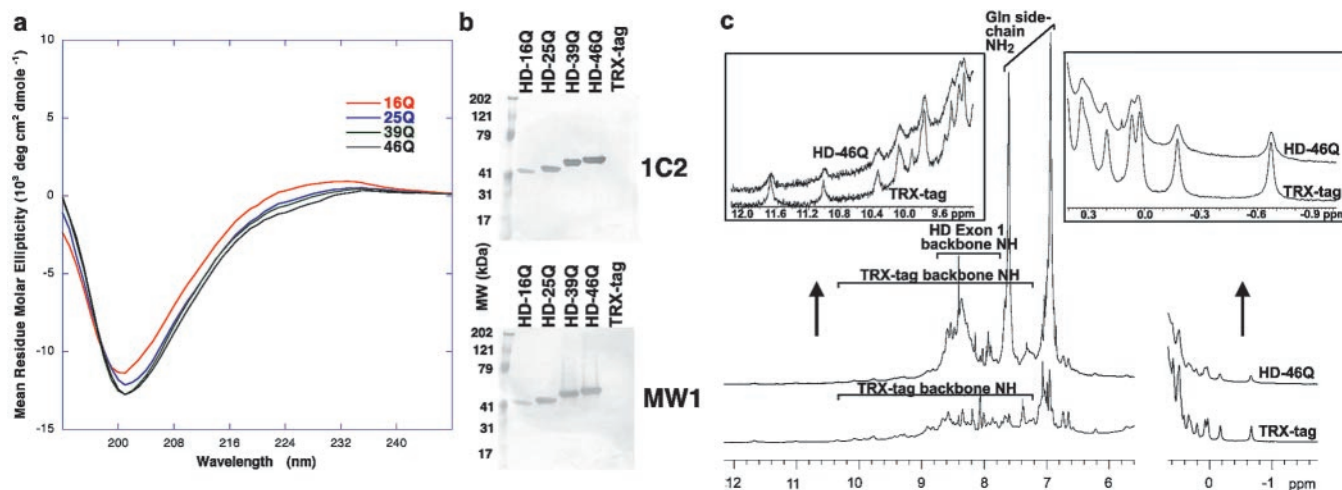 a
10
5
0
-5
-10
-15
200
208
216
224
232
240
Mean Residue Molar Ellipticity (10³ deg cm² dmole⁻¹)
Wavelength (nm)
16Q
25Q
39Q
46Q
b
HD-16Q
HD-25Q
HD-39Q
HD-46Q
TRX-tag
202
121
79
41
31
17
1C2
MW (kDa)
HD-16Q
HD-25Q
HD-39Q
HD-46Q
TRX-tag
202
121
79
41
31
17
MW1
c
Gln side-
chain
NH₂
HD-46Q
TRX-tag
12.0 11.6 11.2 10.8 10.4 10.0 9.6 ppm
HD-46Q
TRX-tag
0.3 0.0 -0.3 -0.6 -0.9 ppm
HD Exon 1
backbone NH
TRX-tag backbone NH
HD-46Q
TRX-tag backbone NH
TRX-tag
12 11 10 9 8 7 6 0 -1 ppm